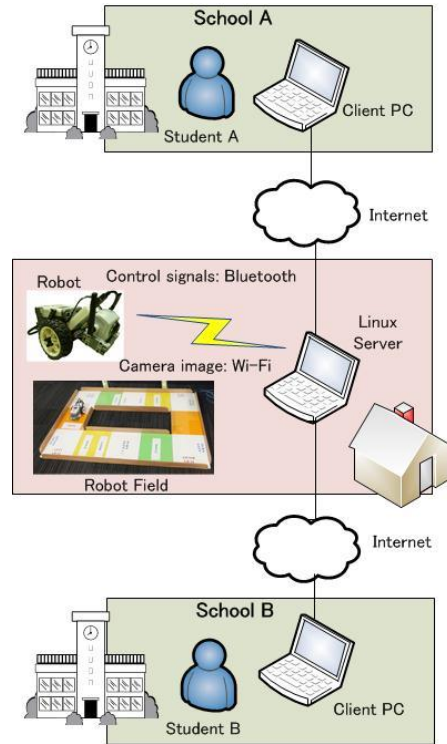 School A
Student A
Client PC
Internet
Control signals: Bluetooth
Robot
Linux
Server
Camera image: Wi-Fi
Robot Field
Internet
School B
Student B
Client PC